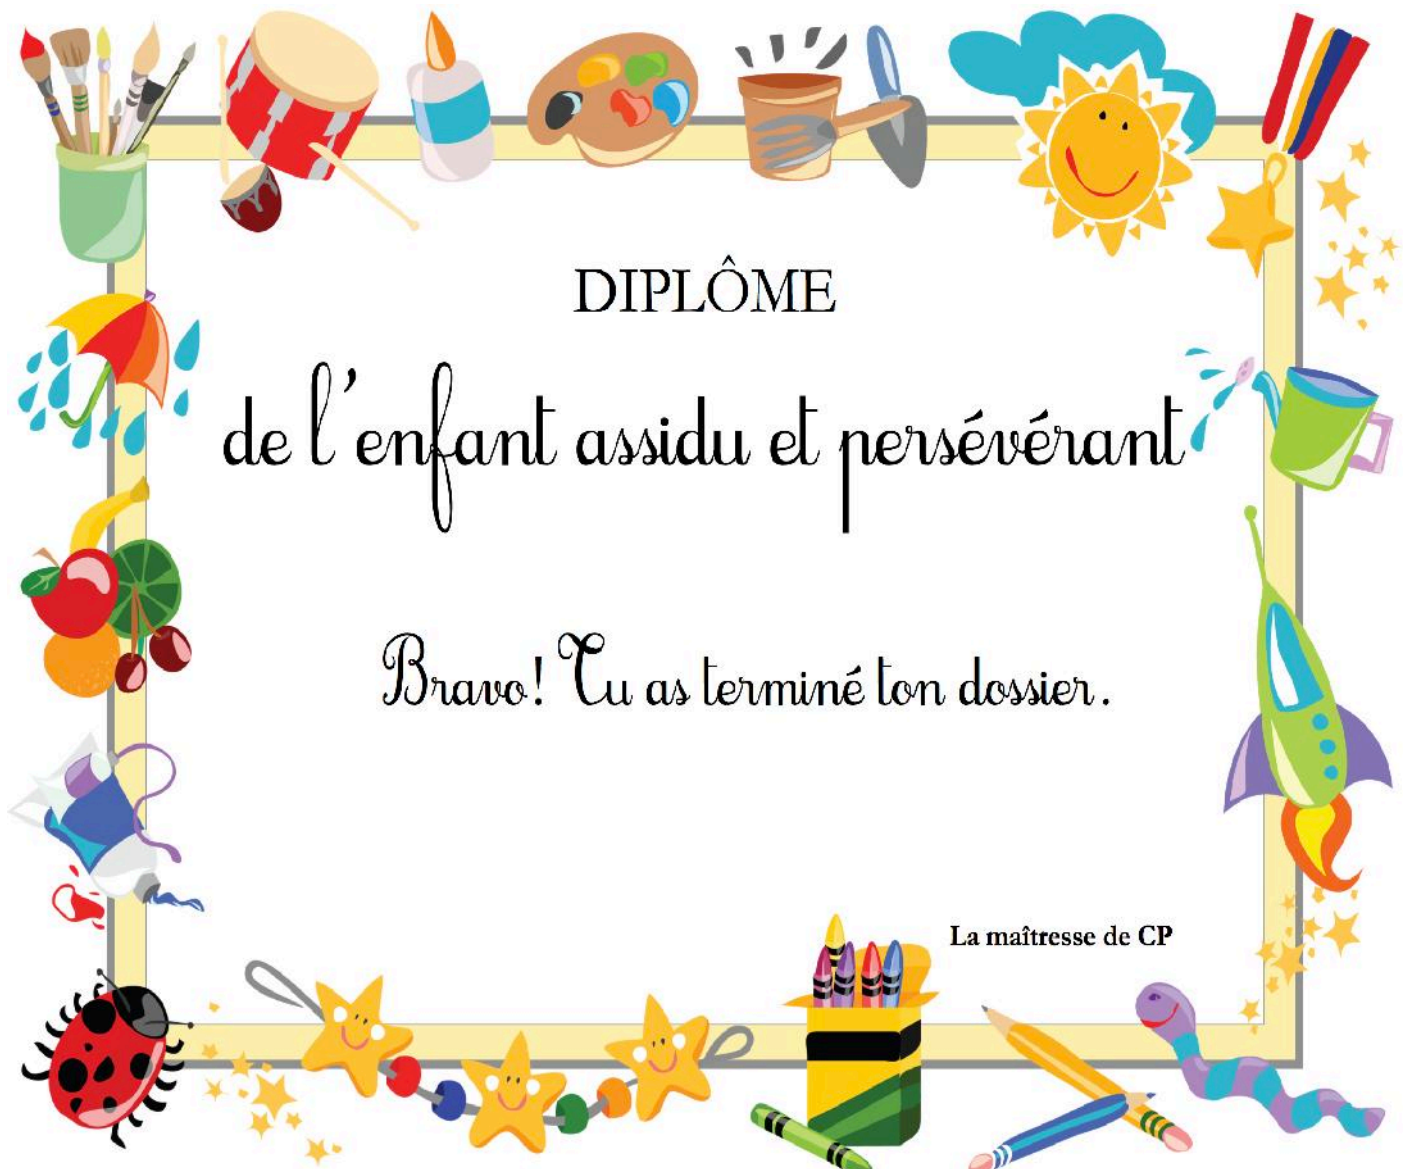 DIPLÔME
de l'enfant assidu et persévérant
Bravo! Tu as terminé ton dossier.
La maîtresse de CP